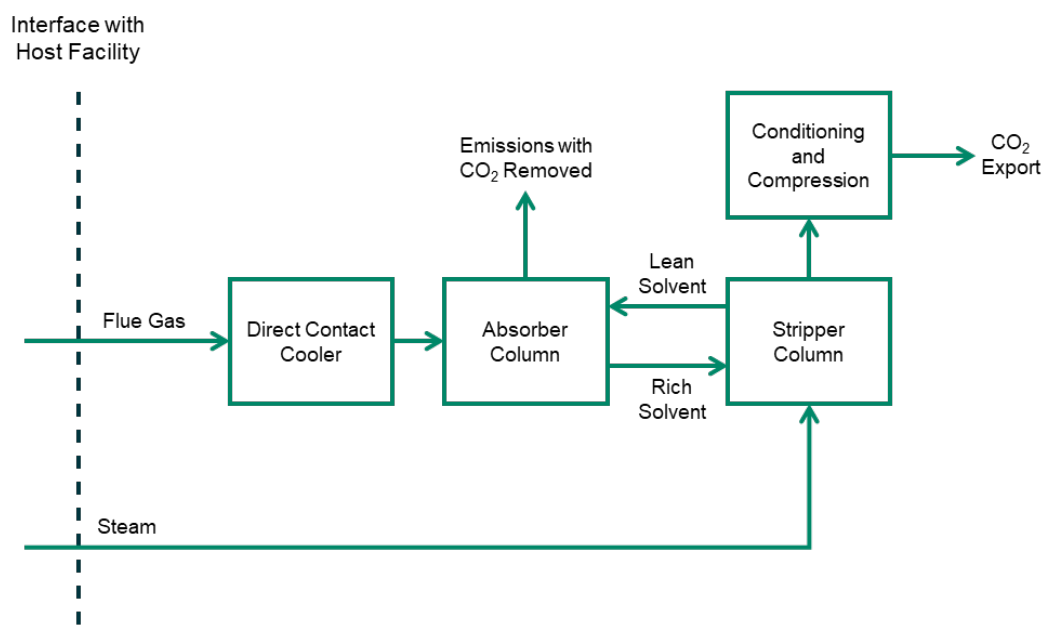 Interface with
Host Facility
Emissions with
CO₂ Removed
Conditioning
and
Compression
CO₂
Export
Lean
Solvent
Flue Gas
Direct Contact
Cooler
Absorber
Column
Stripper
Column
Rich
Solvent
Steam